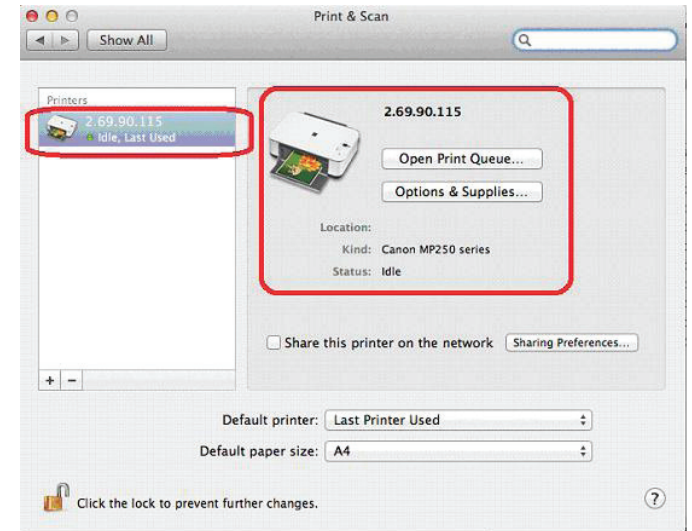 Print & Scan
Show All
Printers
2.69.90.115
Idle, Last Used
2.69.90.115
Open Print Queue...
Options & Supplies...
Location:
Kind: Canon MP250 series
Status: Idle
Share this printer on the network Sharing Preferences...
+ −
Default printer: Last Printer Used
Default paper size: A4
Click the lock to prevent further changes. ?